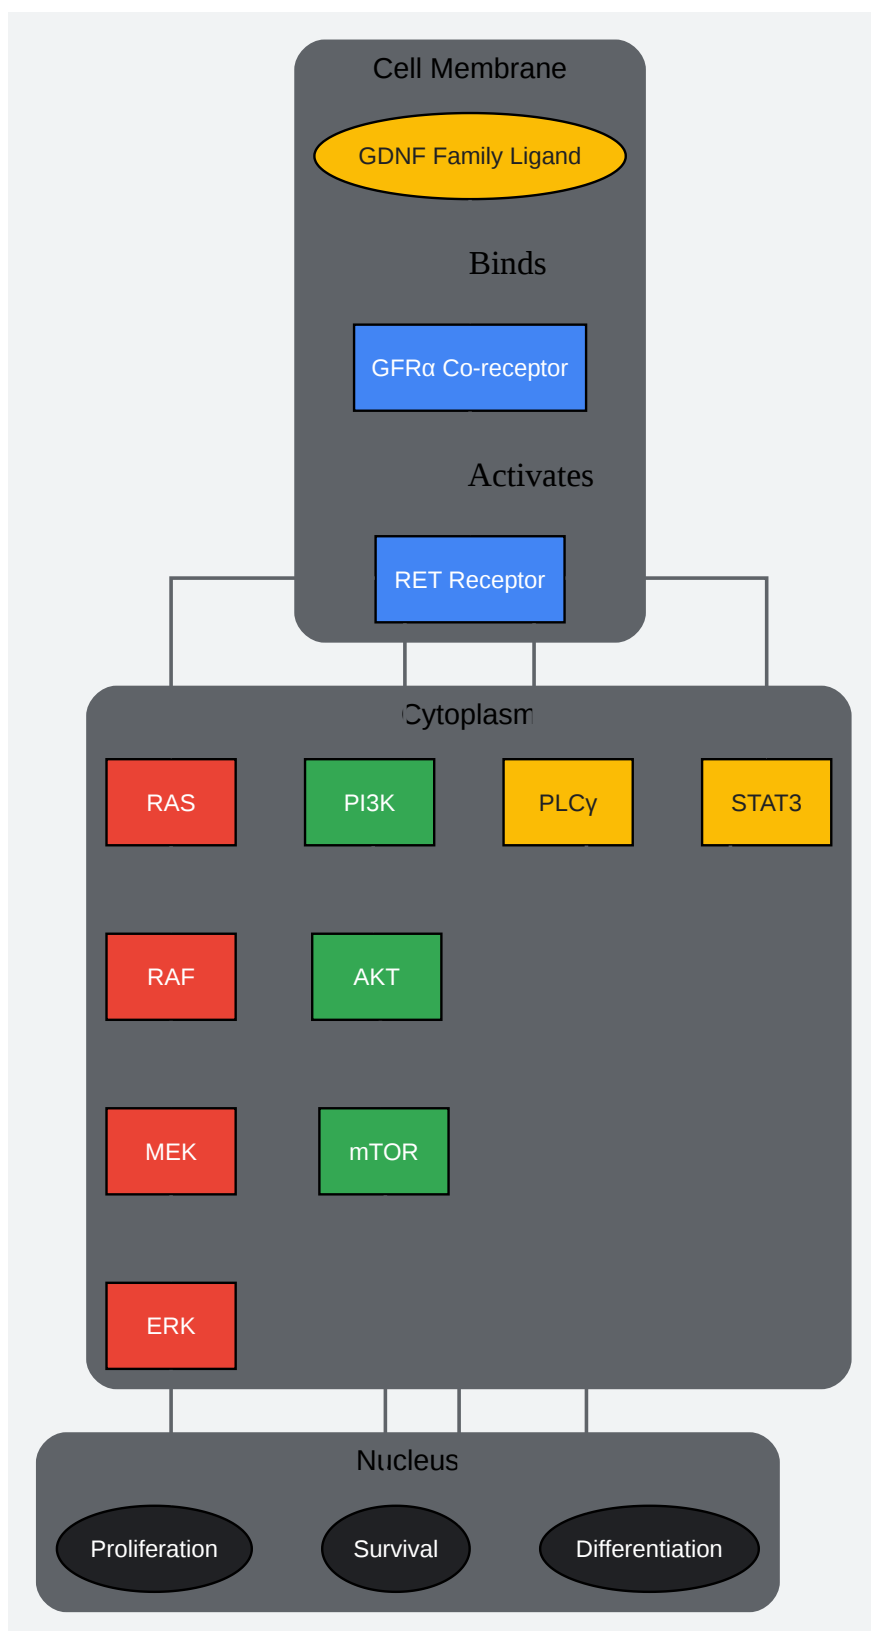 Cell Membrane
GDNF Family Ligand
Binds
GFRα Co-receptor
Activates
RET Receptor
Cytoplasm
RAS
PI3K
PLCγ
STAT3
RAF
AKT
MEK
mTOR
ERK
Nucleus
Proliferation
Survival
Differentiation